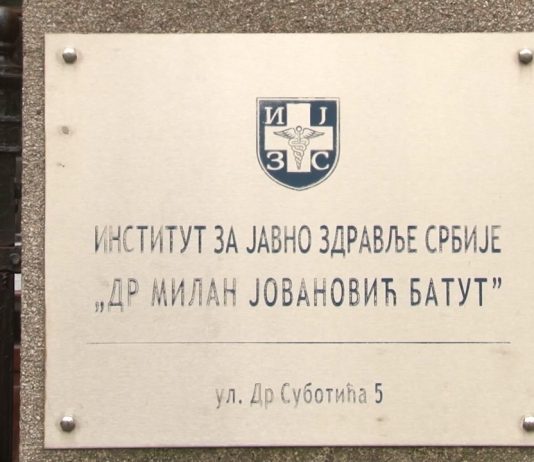 И Ј
З С
ИНСТИТУТ ЗА ЈАВНО ЗДРАВЉЕ СРБИЈЕ
„ДР МИЛАН ЈОВАНОВИЋ БАТУТ”
ул. Др Суботића 5